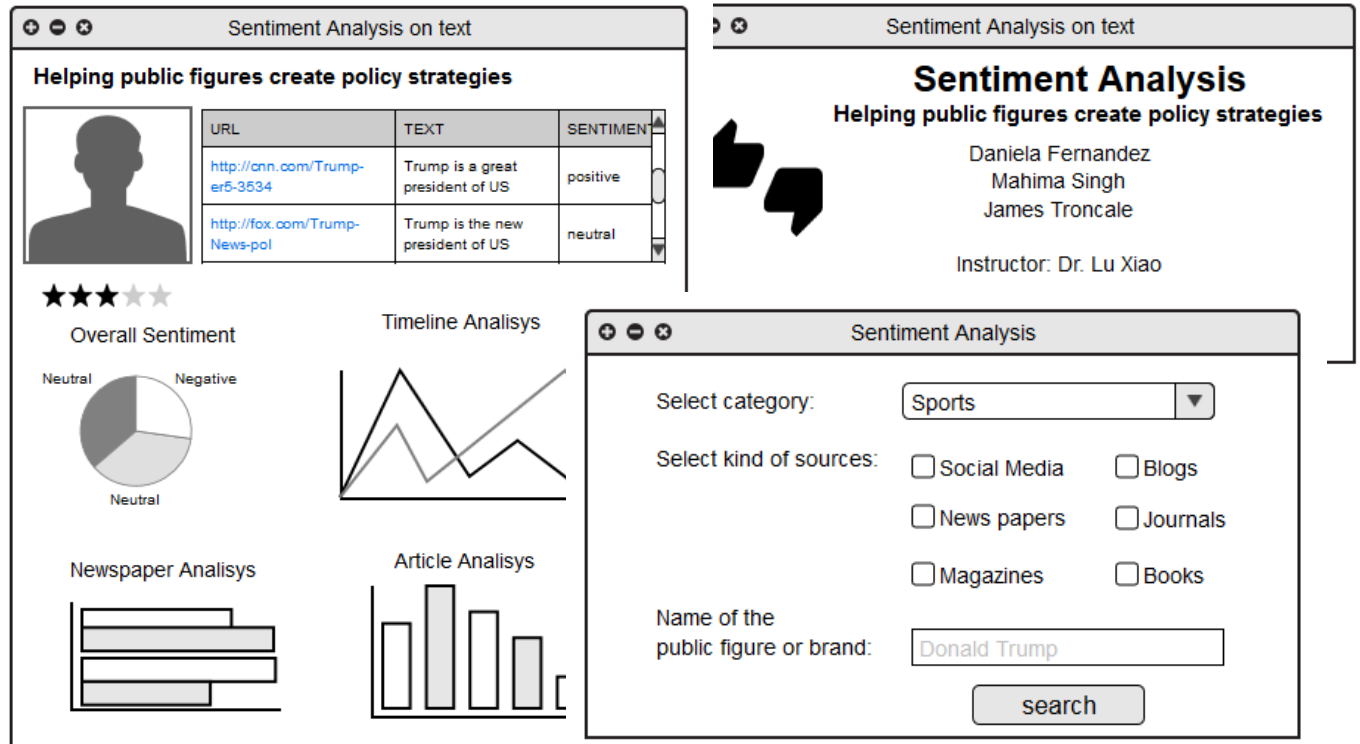 Sentiment Analysis on text
Helping public figures create policy strategies
URL TEXT SENTIMENT
http://cnn.com/Trump- Trump is a great positive
er5-3534 president of US
http://fox.com/Trump- Trump is the new neutral
News-pol president of US
Overall Sentiment
Neutral Negative
Neutral
Timeline Analisys
Newspaper Analisys
Article Analisys
Sentiment Analysis on text
Sentiment Analysis
Helping public figures create policy strategies
Daniela Fernandez
Mahima Singh
James Troncale
Instructor: Dr. Lu Xiao
Sentiment Analysis
Select category: Sports
Select kind of sources: Social Media Blogs
News papers Journals
Magazines Books
Name of the
public figure or brand: Donald Trump
search